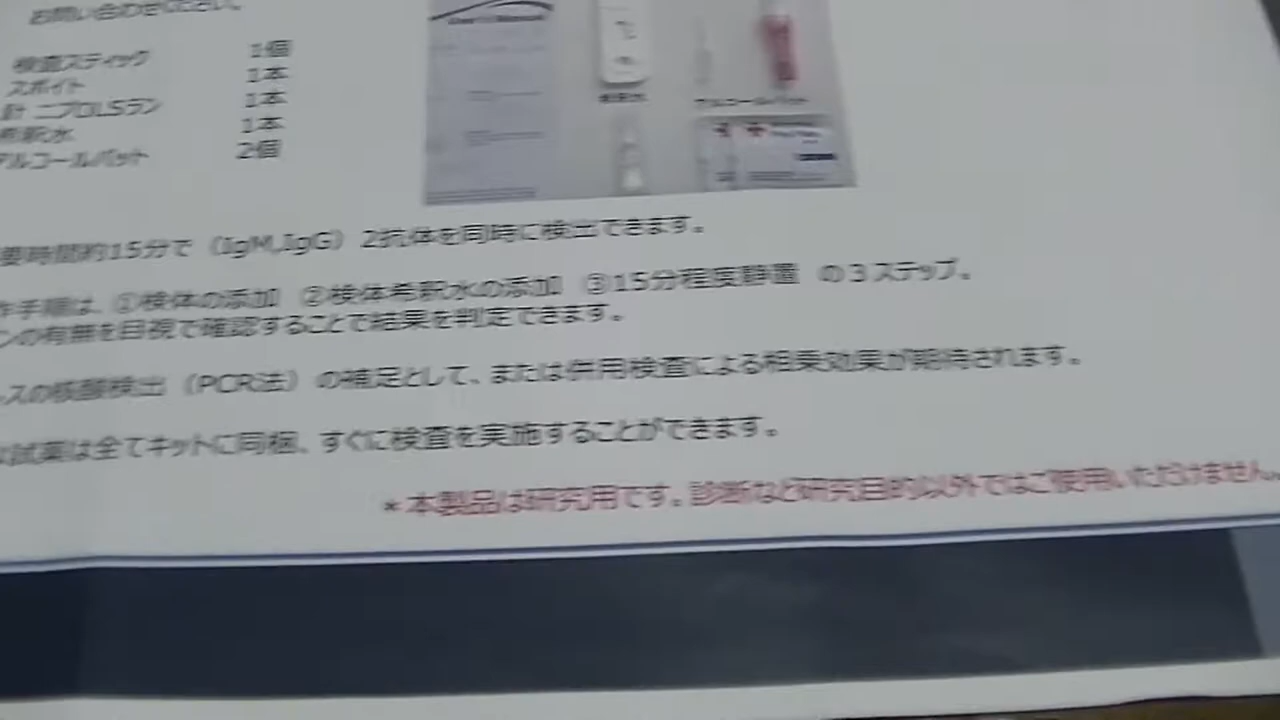 お問い合わせください。
検査スティック 1個
スポイト 1本
計 ニプロLSラン 1本
希釈水 1本
アルコールパット 2個
アルコールパット
要時間約15分で（IgM,IgG）2抗体を同時に検出できます。
作手順は、①検体の添加 ②検体希釈水の添加 ③15分程度静置 の３ステップ。
ンの有無を目視で確認することで結果を判定できます。
スの核酸検出（PCR法）の補足として、または併用検査による相乗効果が期待されます。
な試薬は全てキットに同梱、すぐに検査を実施することができます。
＊本製品は研究用です。診断など研究目的以外ではご使用いただけません。